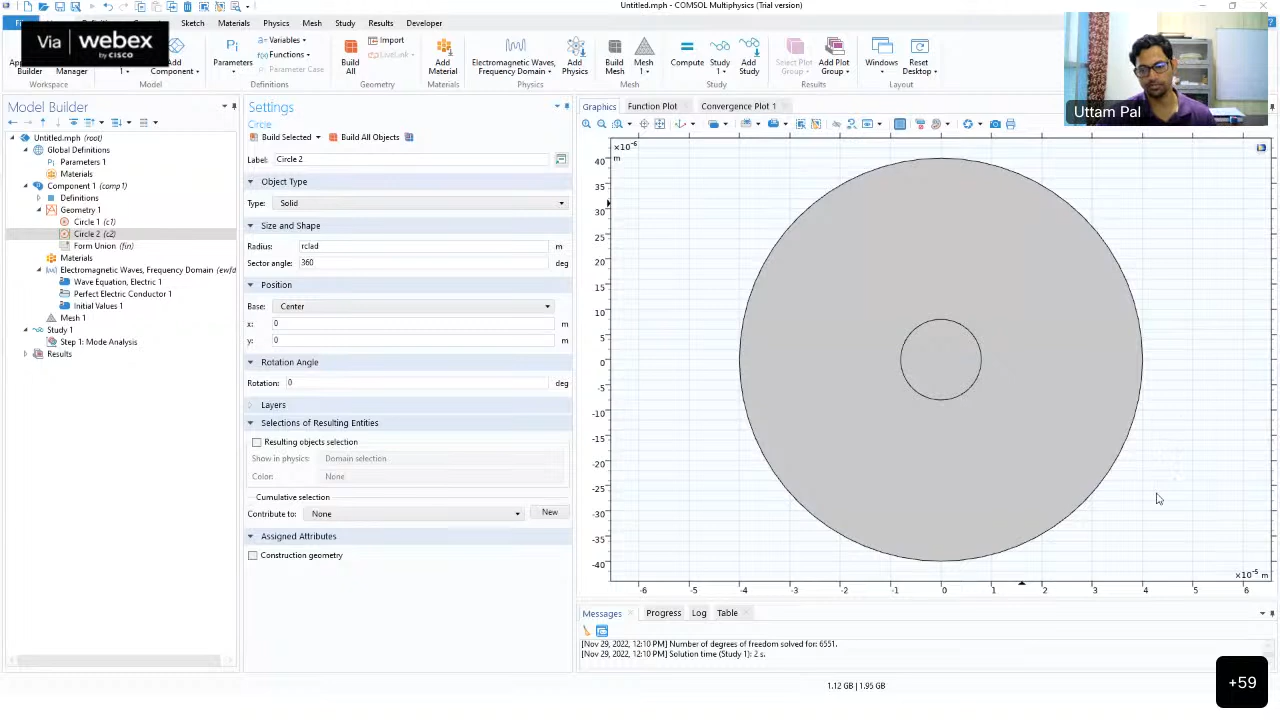 Untitled.mph - COMSOL Multiphysics (Trial version)
Sketch Materials Physics Mesh Study Results Developer
Via webex
by CISCO
Builder Manager
Component
Parameters
Variables
Functions
Parameter Case
Build
All
Import
LiveLink
Add
Material
Electromagnetic Waves,
Frequency Domain
Add
Physics
Build
Mesh
Mesh
1
Compute
Study
1
Add
Study
Select Plot
Group
Add Plot
Group
Windows
Reset
Desktop
Workspace Model Definitions Geometry Materials Physics Mesh Study Results Layout
Uttam Pal
Model Builder
Untitled.mph (root)
Global Definitions
Parameters 1
Materials
Component 1 (comp1)
Definitions
Geometry 1
Circle 1 (c1)
Circle 2 (c2)
Form Union (fin)
Materials
Electromagnetic Waves, Frequency Domain (ewfd
Wave Equation, Electric 1
Perfect Electric Conductor 1
Initial Values 1
Mesh 1
Study 1
Step 1: Mode Analysis
Results
Settings
Circle
Build Selected Build All Objects
Label: Circle 2
Object Type
Type: Solid
Size and Shape
Radius: rclad m
Sector angle: 360 deg
Position
Base: Center
x: 0 m
y: 0 m
Rotation Angle
Rotation: 0 deg
Layers
Selections of Resulting Entities
Resulting objects selection
Show in physics: Domain selection
Color: None
Cumulative selection
Contribute to: None New
Assigned Attributes
Construction geometry
Graphics Function Plot Convergence Plot 1
×10⁻⁶
m
40
35
30
25
20
15
10
5
0
-5
-10
-15
-20
-25
-30
-35
-40
×10⁻⁵ m
-6 -5 -4 -3 -2 -1 0 1 2 3 4 5 6
Messages Progress Log Table
[Nov 29, 2022, 12:10 PM] Number of degrees of freedom solved for: 6551.
[Nov 29, 2022, 12:10 PM] Solution time (Study 1): 2 s.
1.12 GB | 1.95 GB
+59